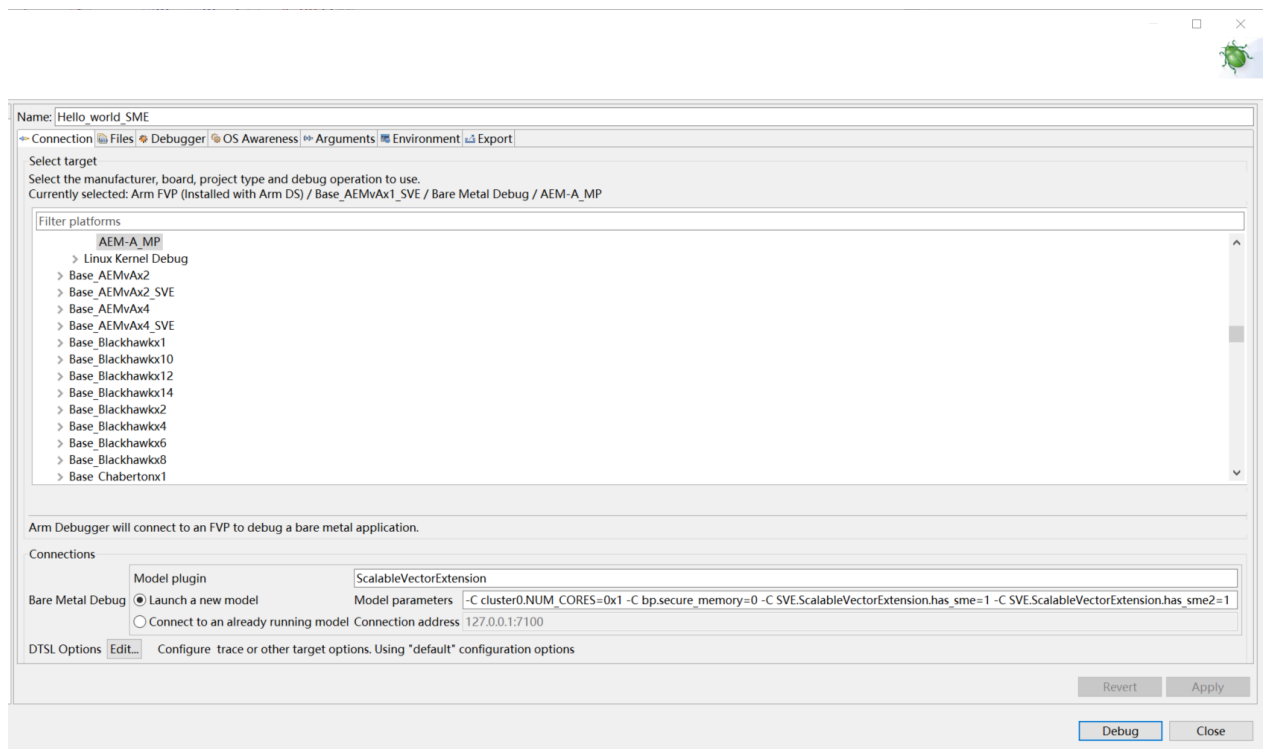 Name: Hello_world_SME
Connection Files Debugger OS Awareness Arguments Environment Export
Select target
Select the manufacturer, board, project type and debug operation to use.
Currently selected: Arm FVP (Installed with Arm DS) / Base_AEMvAx1_SVE / Bare Metal Debug / AEM-A_MP
Filter platforms
AEM-A_MP
Linux Kernel Debug
Base_AEMvAx2
Base_AEMvAx2_SVE
Base_AEMvAx4
Base_AEMvAx4_SVE
Base_Blackhawkx1
Base_Blackhawkx10
Base_Blackhawkx12
Base_Blackhawkx14
Base_Blackhawkx2
Base_Blackhawkx4
Base_Blackhawkx6
Base_Blackhawkx8
Base_Chabertonx1
Arm Debugger will connect to an FVP to debug a bare metal application.
Connections
Model plugin ScalableVectorExtension
Bare Metal Debug Launch a new model Model parameters -C cluster0.NUM_CORES=0x1 -C bp.secure_memory=0 -C SVE.ScalableVectorExtension.has_sme=1 -C SVE.ScalableVectorExtension.has_sme2=1
Connect to an already running model Connection address 127.0.0.1:7100
DTSL Options Edit... Configure trace or other target options. Using "default" configuration options
Revert Apply
Debug Close